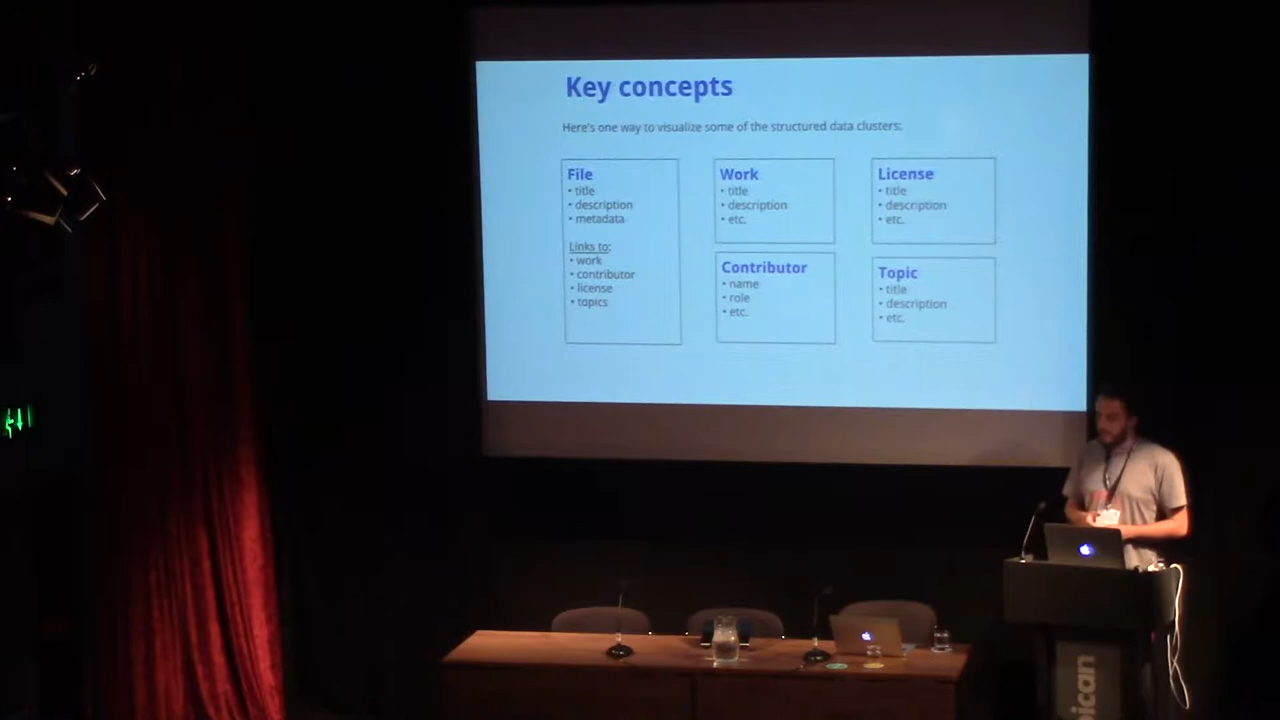 Key concepts
Here's one way to visualize some of the structured data clusters:
File
• title
• description
• metadata
Links to:
• work
• contributor
• license
• topics
Work
• title
• description
• etc.
Contributor
• name
• role
• etc.
License
• title
• description
• etc.
Topic
• title
• description
• etc.
bican